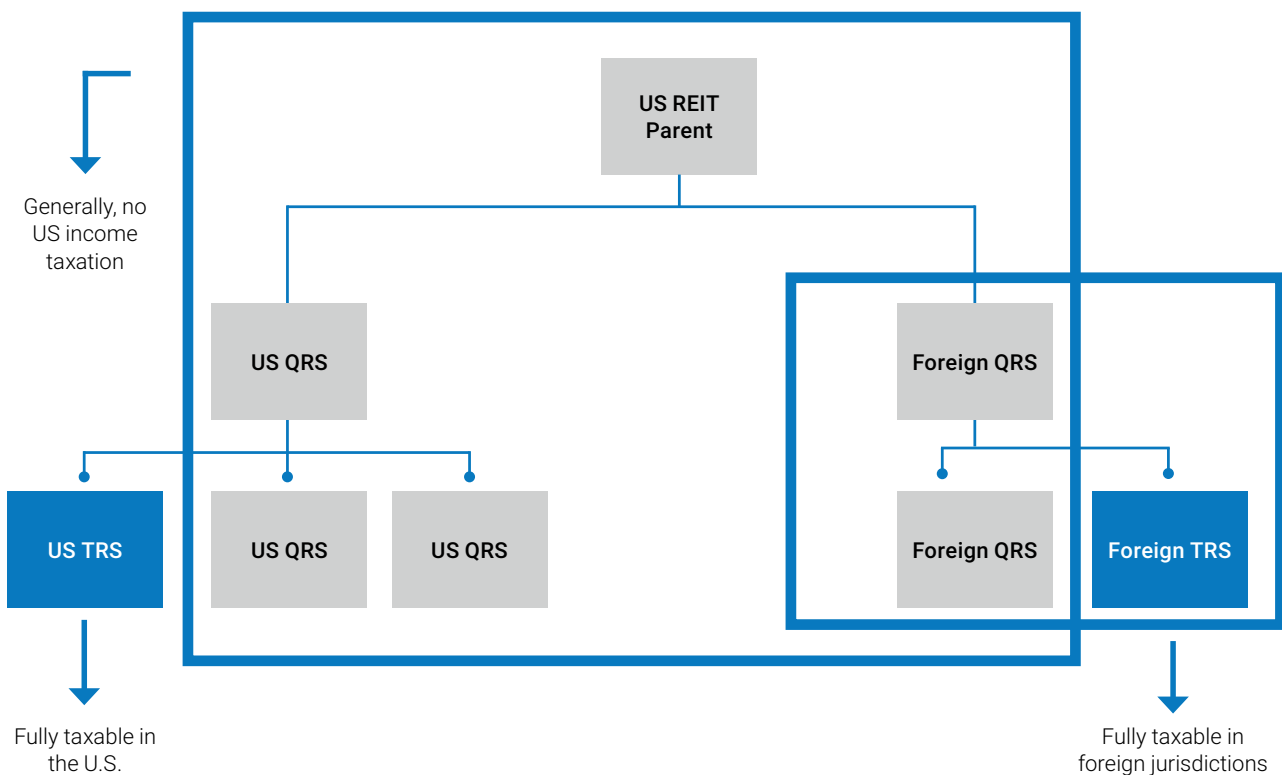 US REIT
Parent
Generally, no
US income
taxation
US QRS
Foreign QRS
US TRS
US QRS
US QRS
Foreign QRS
Foreign TRS
Fully taxable in
the U.S.
Fully taxable in
foreign jurisdictions